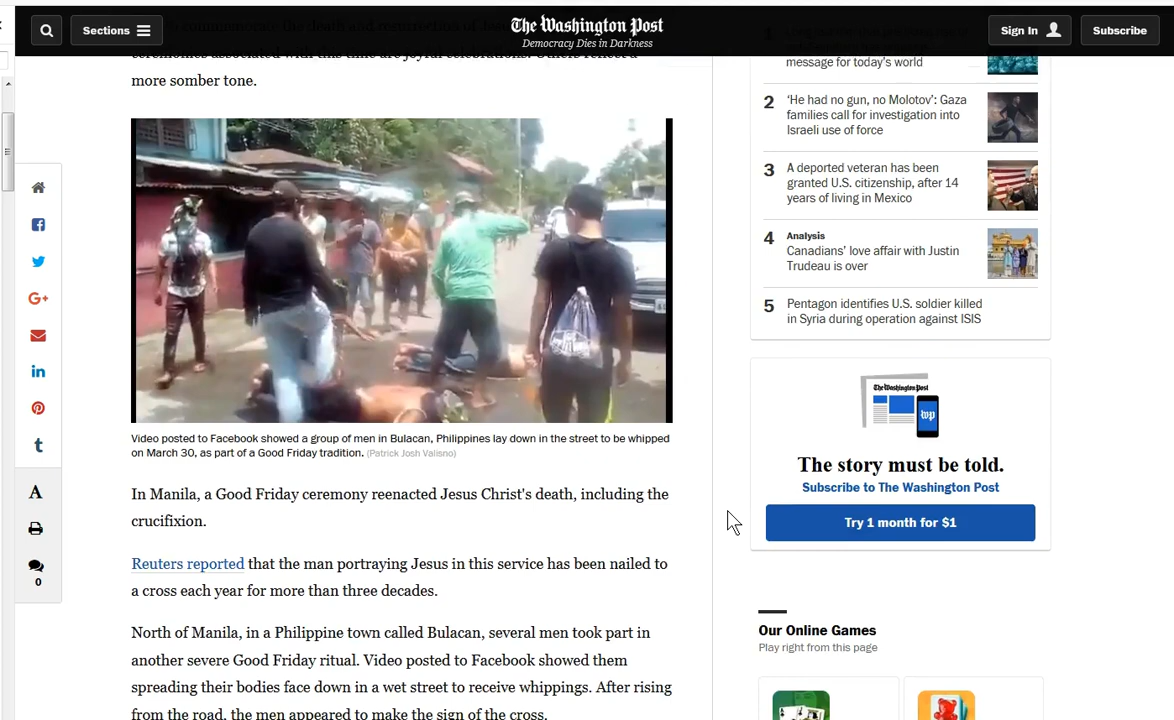 The Washington Post
Democracy Dies in Darkness
Sections
Sign In
Subscribe
more somber tone.
Video posted to Facebook showed a group of men in Bulacan, Philippines lay down in the street to be whipped
on March 30, as part of a Good Friday tradition. (Patrick Josh Valisno)
In Manila, a Good Friday ceremony reenacted Jesus Christ's death, including the
crucifixion.
Reuters reported that the man portraying Jesus in this service has been nailed to
a cross each year for more than three decades.
North of Manila, in a Philippine town called Bulacan, several men took part in
another severe Good Friday ritual. Video posted to Facebook showed them
spreading their bodies face down in a wet street to receive whippings. After rising
from the road, the men appeared to make the sign of the cross.
A
0
message for today's world
2 'He had no gun, no Molotov': Gaza
families call for investigation into
Israeli use of force
3 A deported veteran has been
granted U.S. citizenship, after 14
years of living in Mexico
4 Analysis
Canadians' love affair with Justin
Trudeau is over
5 Pentagon identifies U.S. soldier killed
in Syria during operation against ISIS
The Washington Post
wp
The story must be told.
Subscribe to The Washington Post
Try 1 month for $1
Our Online Games
Play right from this page